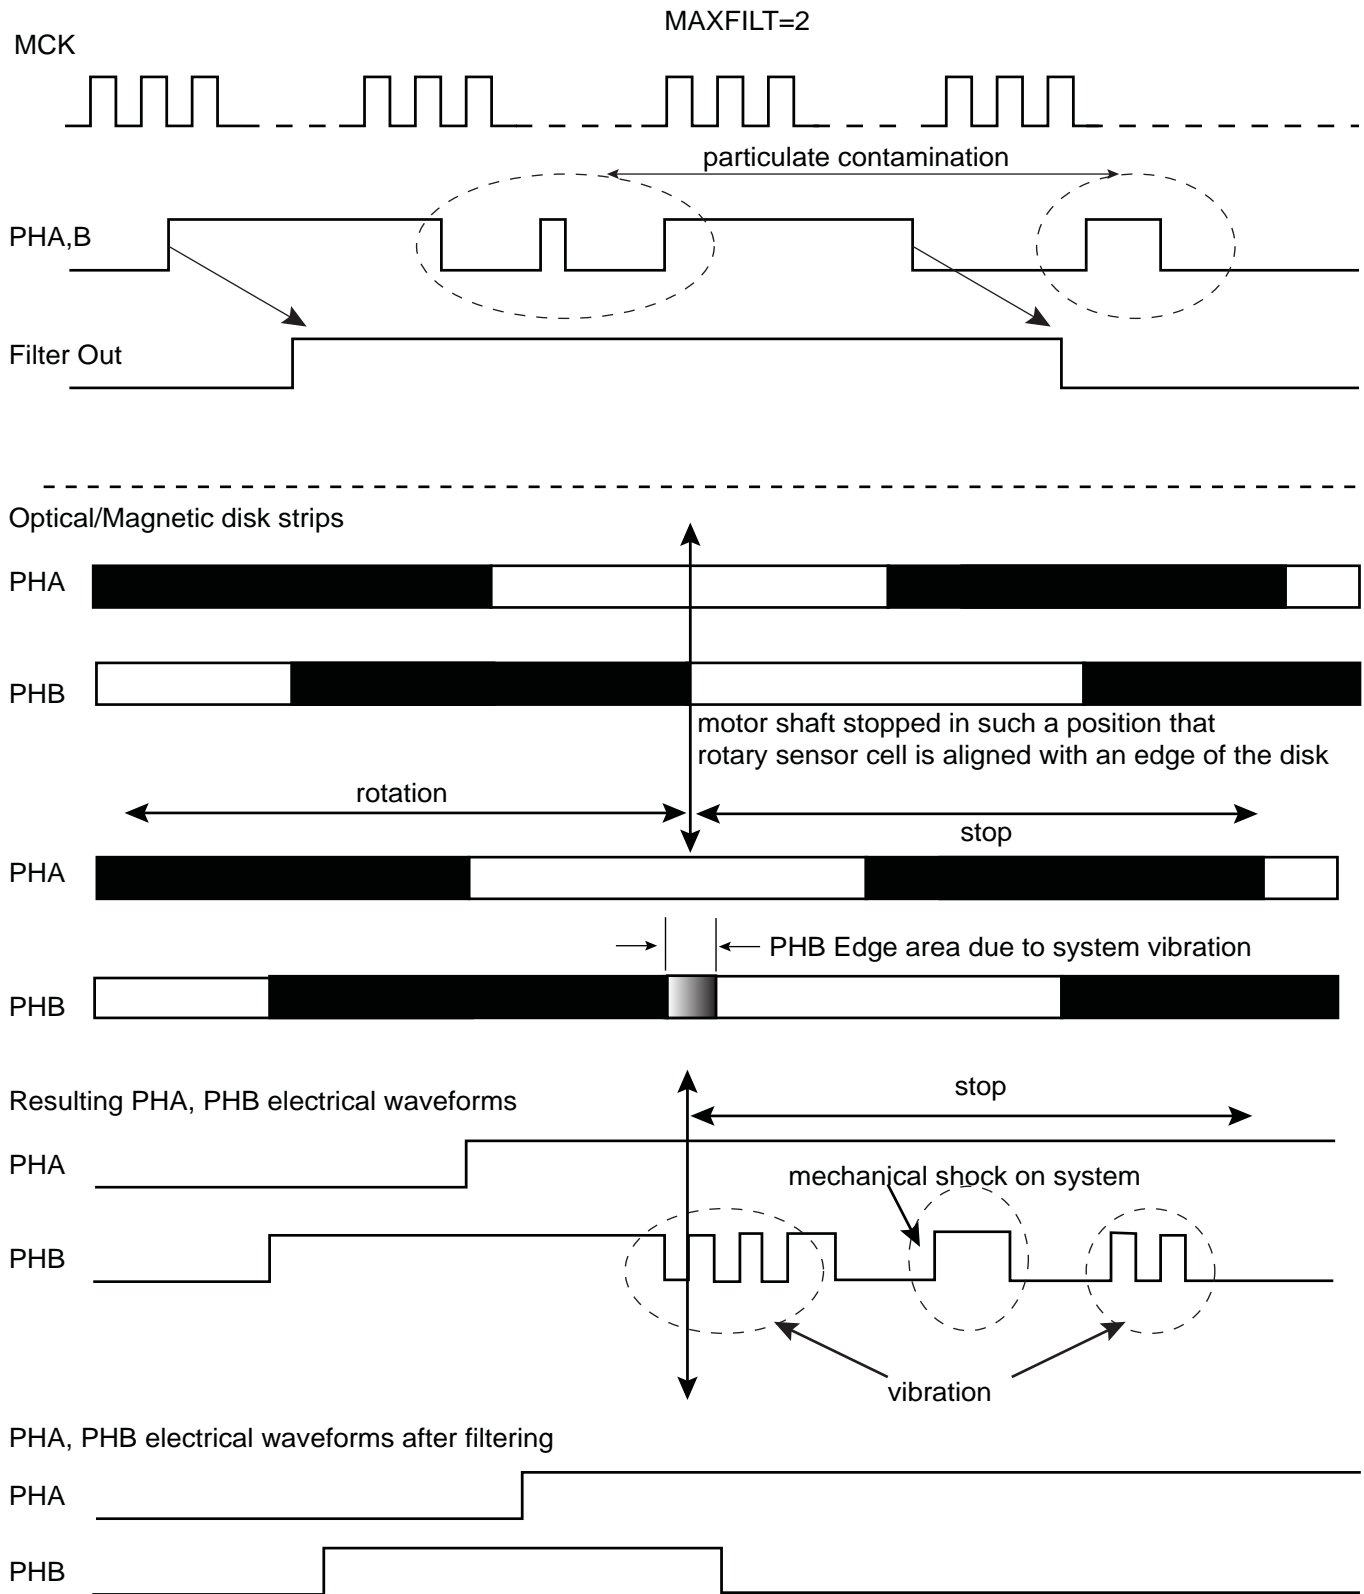 MAXFILT=2
MCK
particulate contamination
PHA,B
Filter Out
Optical/Magnetic disk strips
PHA
PHB
motor shaft stopped in such a position that
rotary sensor cell is aligned with an edge of the disk
rotation
stop
PHA
PHB Edge area due to system vibration
PHB
stop
Resulting PHA, PHB electrical waveforms
PHA
mechanical shock on system
PHB
vibration
PHA, PHB electrical waveforms after filtering
PHA
PHB